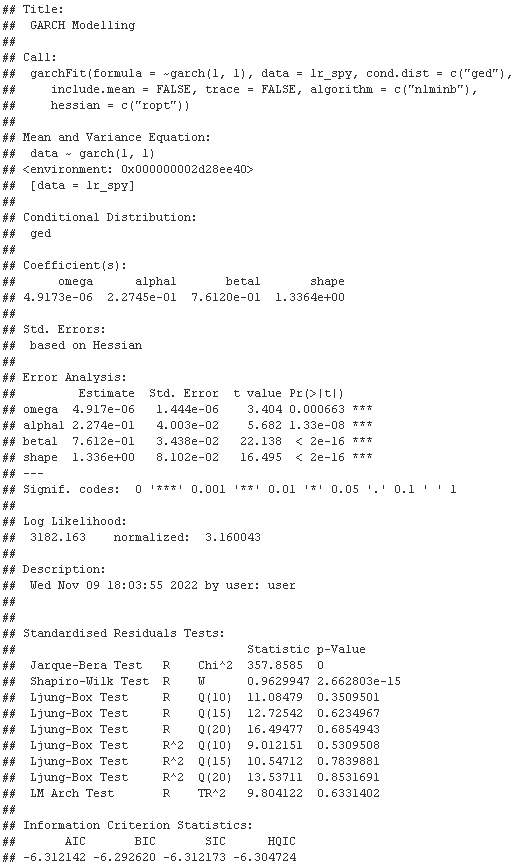 ## Title:
##  GARCH Modelling
##
## Call:
##  garchFit(formula = ~garch(1, 1), data = lr_spy, cond.dist = c("ged"),
##     include.mean = FALSE, trace = FALSE, algorithm = c("nlminb"),
##     hessian = c("ropt"))
##
## Mean and Variance Equation:
##  data ~ garch(1, 1)
## <environment: 0x000000002d28ee40>
##  [data = lr_spy]
##
## Conditional Distribution:
##  ged
##
## Coefficient(s):
##      omega      alpha1       beta1       shape
## 4.9173e-06  2.2745e-01  7.6120e-01  1.3364e+00
##
## Std. Errors:
##  based on Hessian
##
## Error Analysis:
##         Estimate  Std. Error  t value Pr(>|t|)
## omega  4.917e-06   1.444e-06    3.404 0.000663 ***
## alpha1 2.274e-01   4.003e-02    5.682 1.33e-08 ***
## beta1  7.612e-01   3.438e-02   22.138  < 2e-16 ***
## shape  1.336e+00   8.102e-02   16.495  < 2e-16 ***
## ---
## Signif. codes:  0 '***' 0.001 '**' 0.01 '*' 0.05 '.' 0.1 ' ' 1
##
## Log Likelihood:
##  3182.163    normalized:  3.160043
##
## Description:
##  Wed Nov 09 18:03:55 2022 by user: user
##
##
## Standardised Residuals Tests:
##                                 Statistic p-Value
##  Jarque-Bera Test   R    Chi^2  357.8585  0
##  Shapiro-Wilk Test  R    W      0.9629947 2.662803e-15
##  Ljung-Box Test     R    Q(10)  11.08479  0.3509501
##  Ljung-Box Test     R    Q(15)  12.72542  0.6234967
##  Ljung-Box Test     R    Q(20)  16.49477  0.6854943
##  Ljung-Box Test     R^2  Q(10)  9.012151  0.5309508
##  Ljung-Box Test     R^2  Q(15)  10.54712  0.7839881
##  Ljung-Box Test     R^2  Q(20)  13.53711  0.8531691
##  LM Arch Test       R    TR^2   9.804122  0.6331402
##
## Information Criterion Statistics:
##       AIC       BIC       SIC      HQIC
## -6.312142 -6.292620 -6.312173 -6.304724